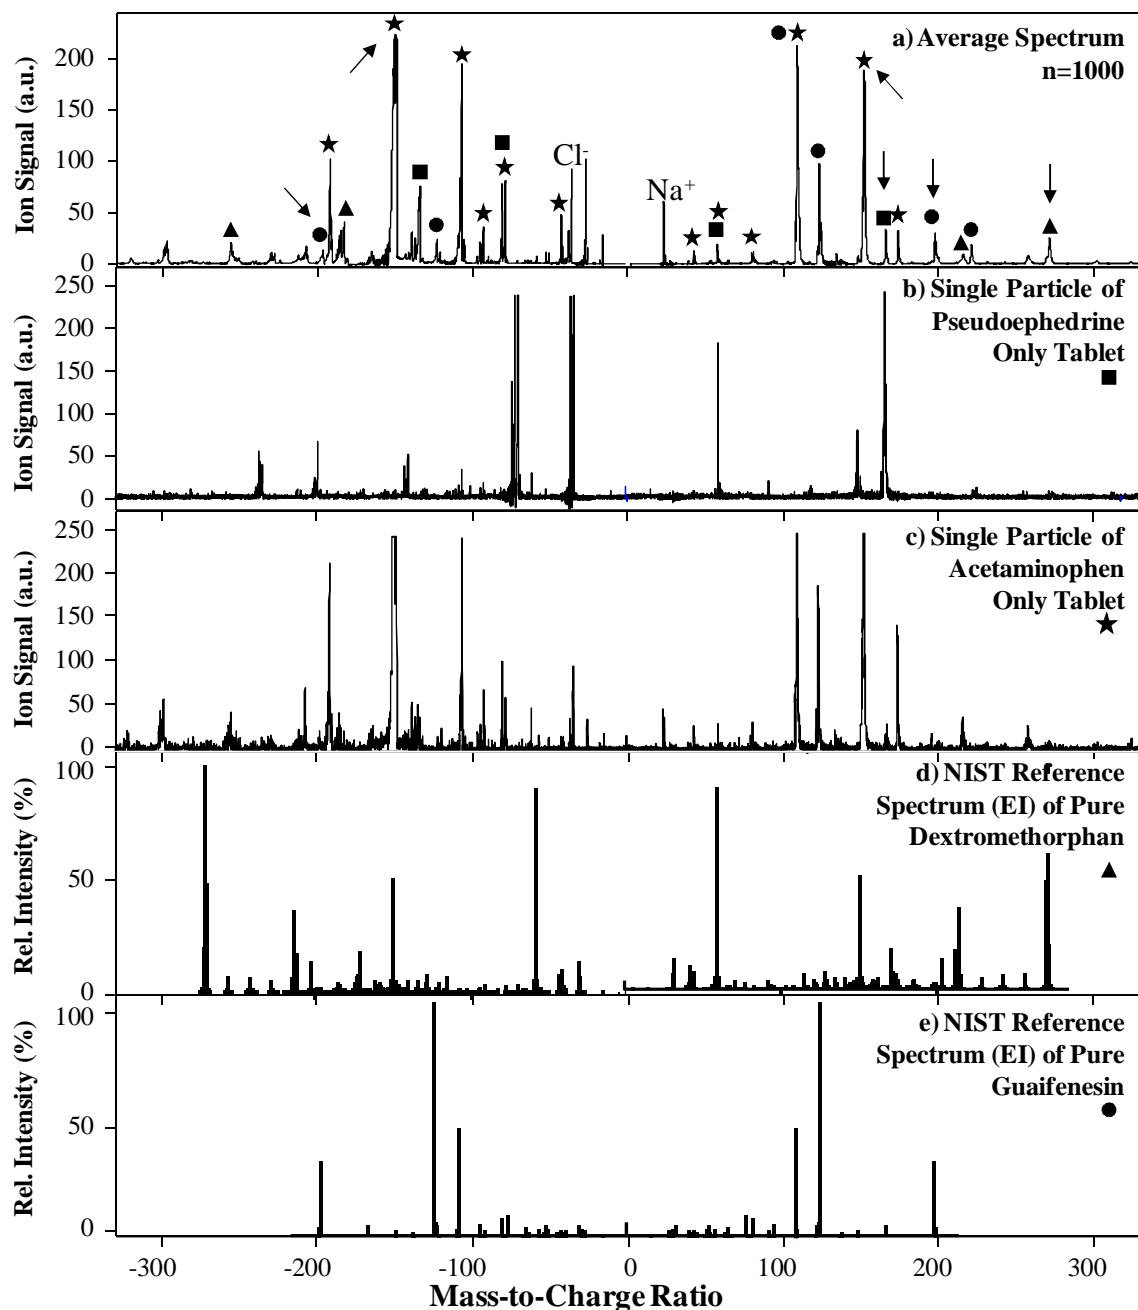 a) Average Spectrum
n=1000
Ion Signal (a.u.)
200
150
100
50
0
Cl-
Na+
b) Single Particle of
Pseudoephedrine
Only Tablet
Ion Signal (a.u.)
250
200
150
100
50
0
c) Single Particle of
Acetaminophen
Only Tablet
Ion Signal (a.u.)
250
200
150
100
50
0
d) NIST Reference
Spectrum (EI) of Pure
Dextromethorphan
Rel. Intensity (%)
100
50
0
e) NIST Reference
Spectrum (EI) of Pure
Guaifenesin
Rel. Intensity (%)
100
50
0
-300 -200 -100 0 100 200 300
Mass-to-Charge Ratio